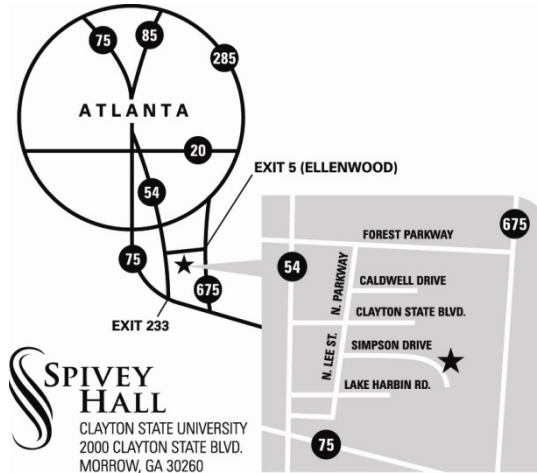 75
85
285
ATLANTA
20
54
EXIT 5 (ELLENWOOD)
75
675
EXIT 233
675
FOREST PARKWAY
54
N. PARKWAY
CALDWELL DRIVE
CLAYTON STATE BLVD.
N. LEE ST.
SIMPSON DRIVE
LAKE HARBIN RD.
75
SPIVEY
HALL
CLAYTON STATE UNIVERSITY
2000 CLAYTON STATE BLVD.
MORROW, GA 30260